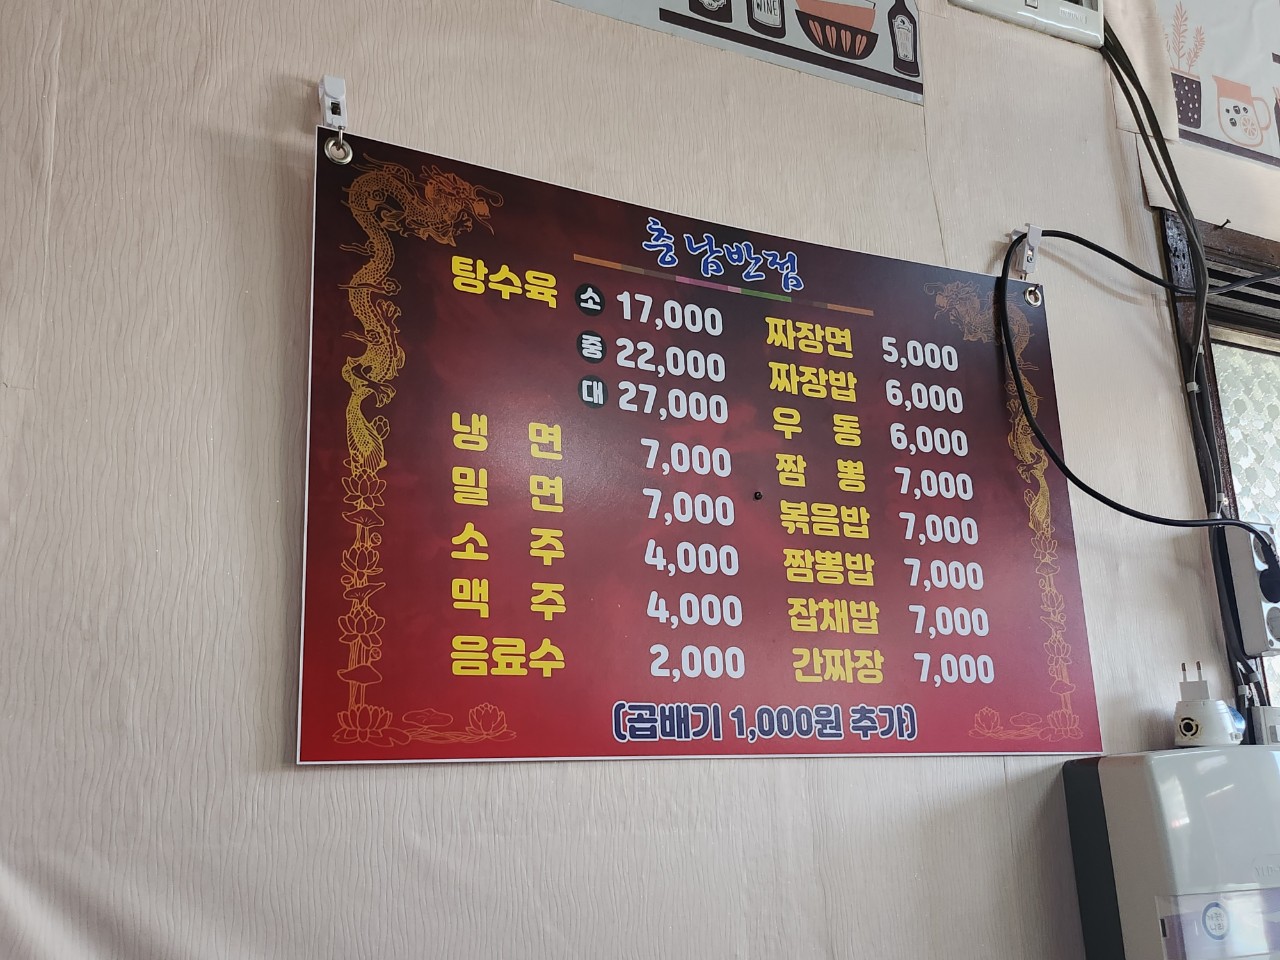 WINE
충남반점
탕수육 소 17,000
중 22,000
대 27,000
냉 면 7,000
밀 면 7,000
소 주 4,000
맥 주 4,000
음료수 2,000
짜장면 5,000
짜장밥 6,000
우 동 6,000
짬 뽕 7,000
볶음밥 7,000
짬뽕밥 7,000
잡채밥 7,000
간짜장 7,000
(곱배기 1,000원 추가)